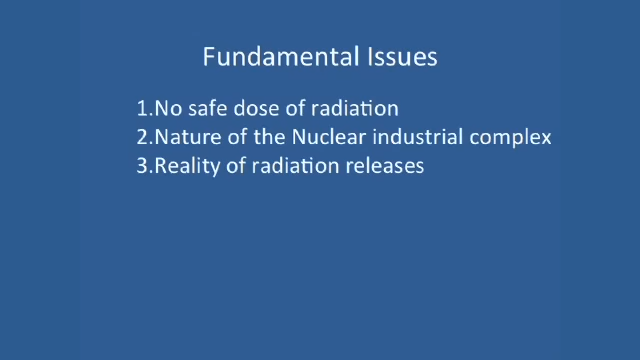 Fundamental Issues
1.No safe dose of radiation
2.Nature of the Nuclear industrial complex
3.Reality of radiation releases